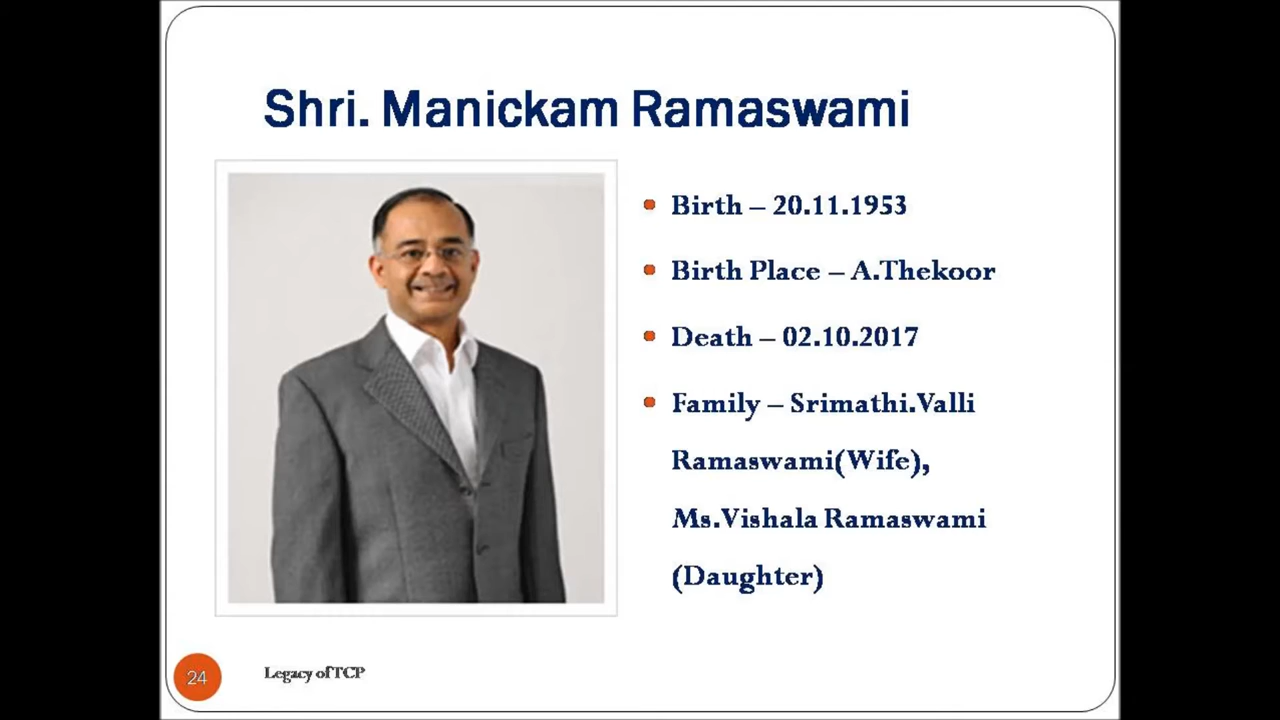 Shri. Manickam Ramaswami
Birth – 20.11.1953
Birth Place – A.Thekoor
Death – 02.10.2017
Family – Srimathi.Valli
Ramaswami(Wife),
Ms.Vishala Ramaswami
(Daughter)
24
Legacy of TCP